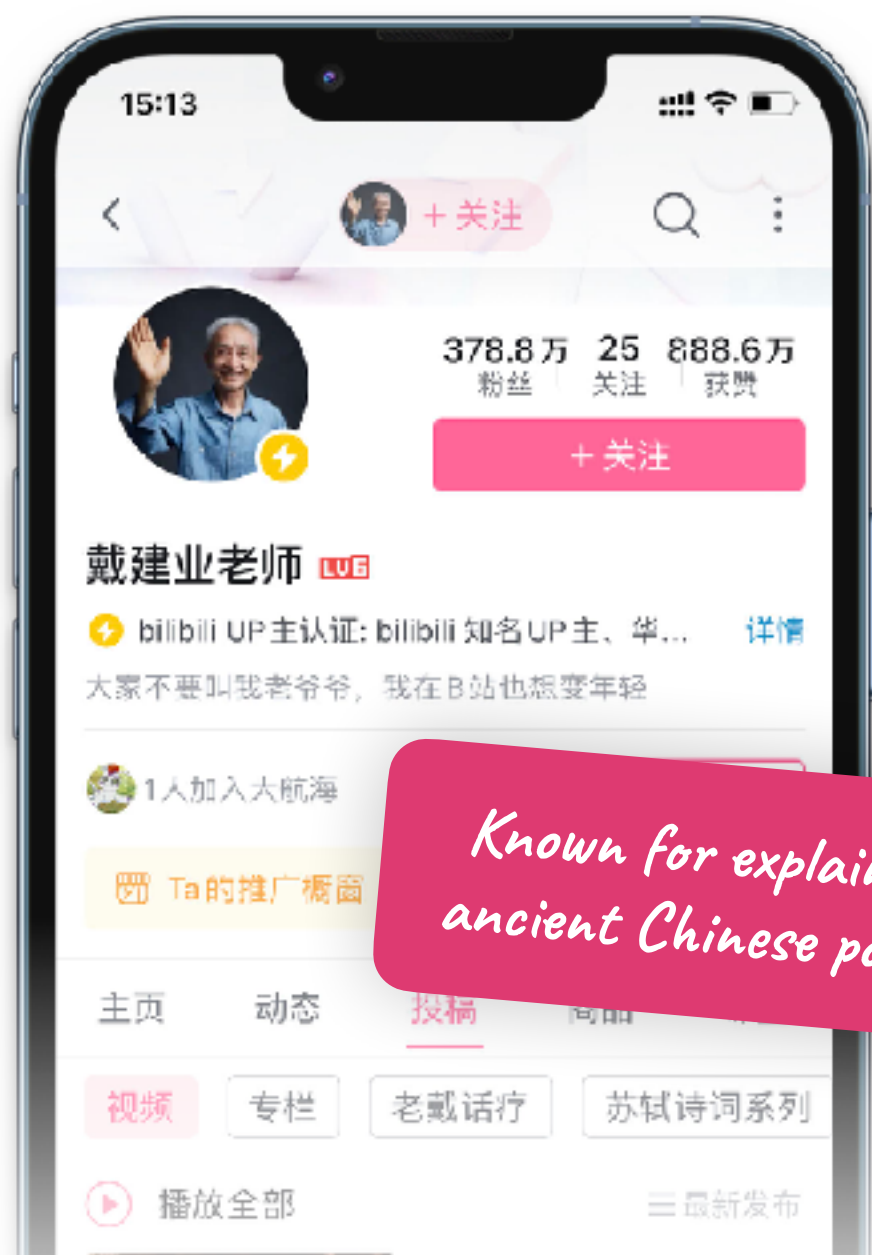 15:13
+ 关注
378.8万 25 888.6万
粉丝 关注 获赞
+ 关注
戴建业老师 LV6
bilibili UP主认证: bilibili 知名UP主、华...
详情
大家不要叫我老爷爷，我在B站也想变年轻
1人加入大航海
Known for explain
ancient Chinese po
Ta的推广橱窗
主页 动态 投稿 商品
视频 专栏 老戴话疗 苏轼诗词系列
播放全部 最新发布